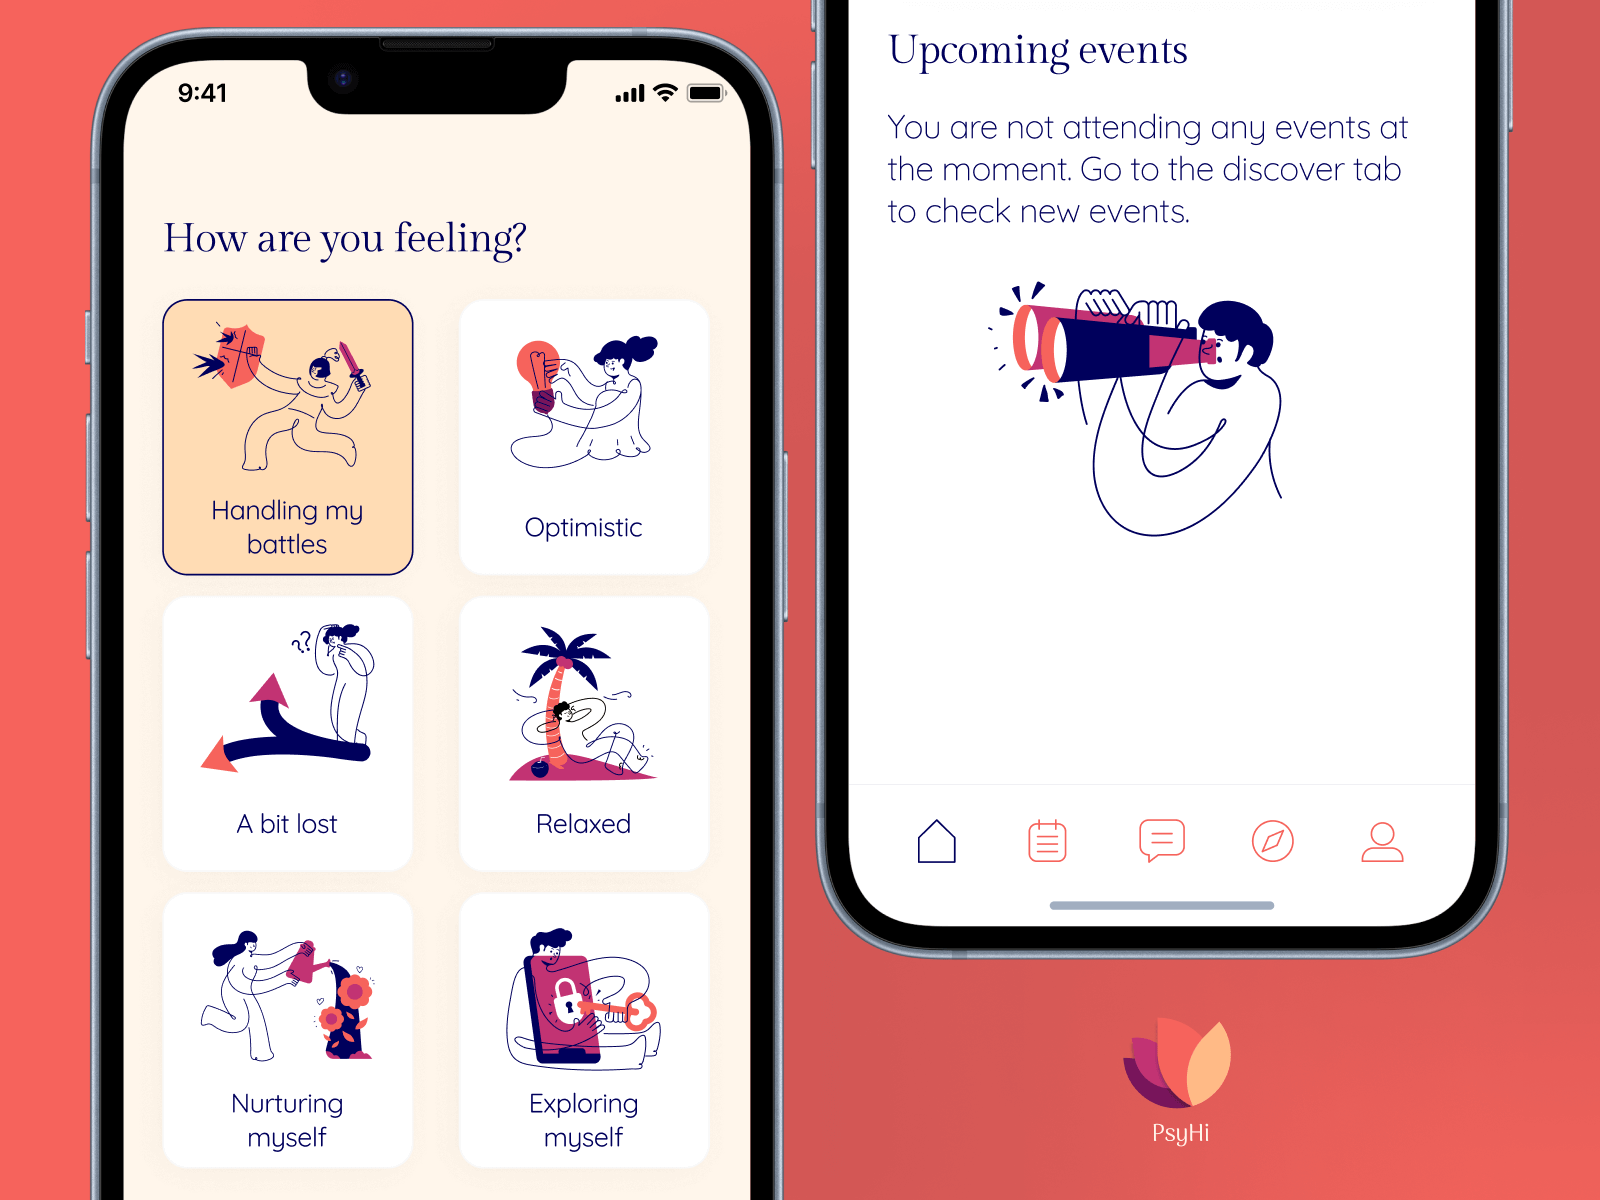 9:41
How are you feeling?
Handling my
battles
Optimistic
??
A bit lost
Relaxed
Nurturing
myself
Exploring
myself
Upcoming events
You are not attending any events at
the moment. Go to the discover tab
to check new events.
PsyHi